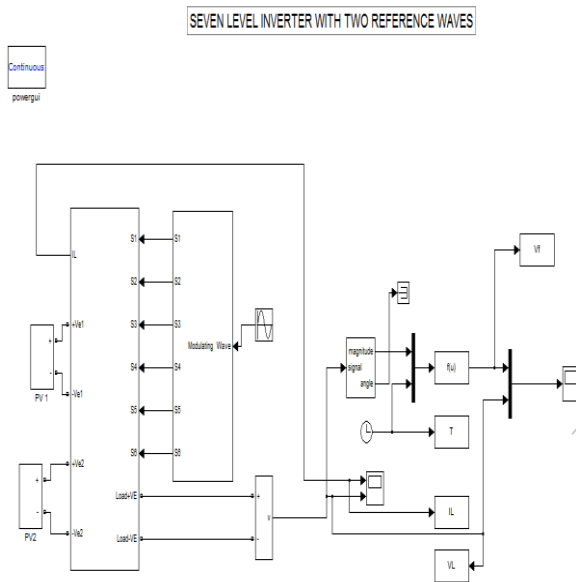 SEVEN LEVEL INVERTER WITH TWO REFERENCE WAVES
Continuous
powergui
IL
+Ve1
-Ve1
+Ve2
-Ve2
S1
S2
S3
S4
S5
S6
Load+VE
Load-VE
S1
S2
S3
S4
S5
S6
Modulating Wave
+
-
PV 1
+
-
PV2
+
-
v
magnitude
signal
angle
f(u)
Vf
T
IL
VL